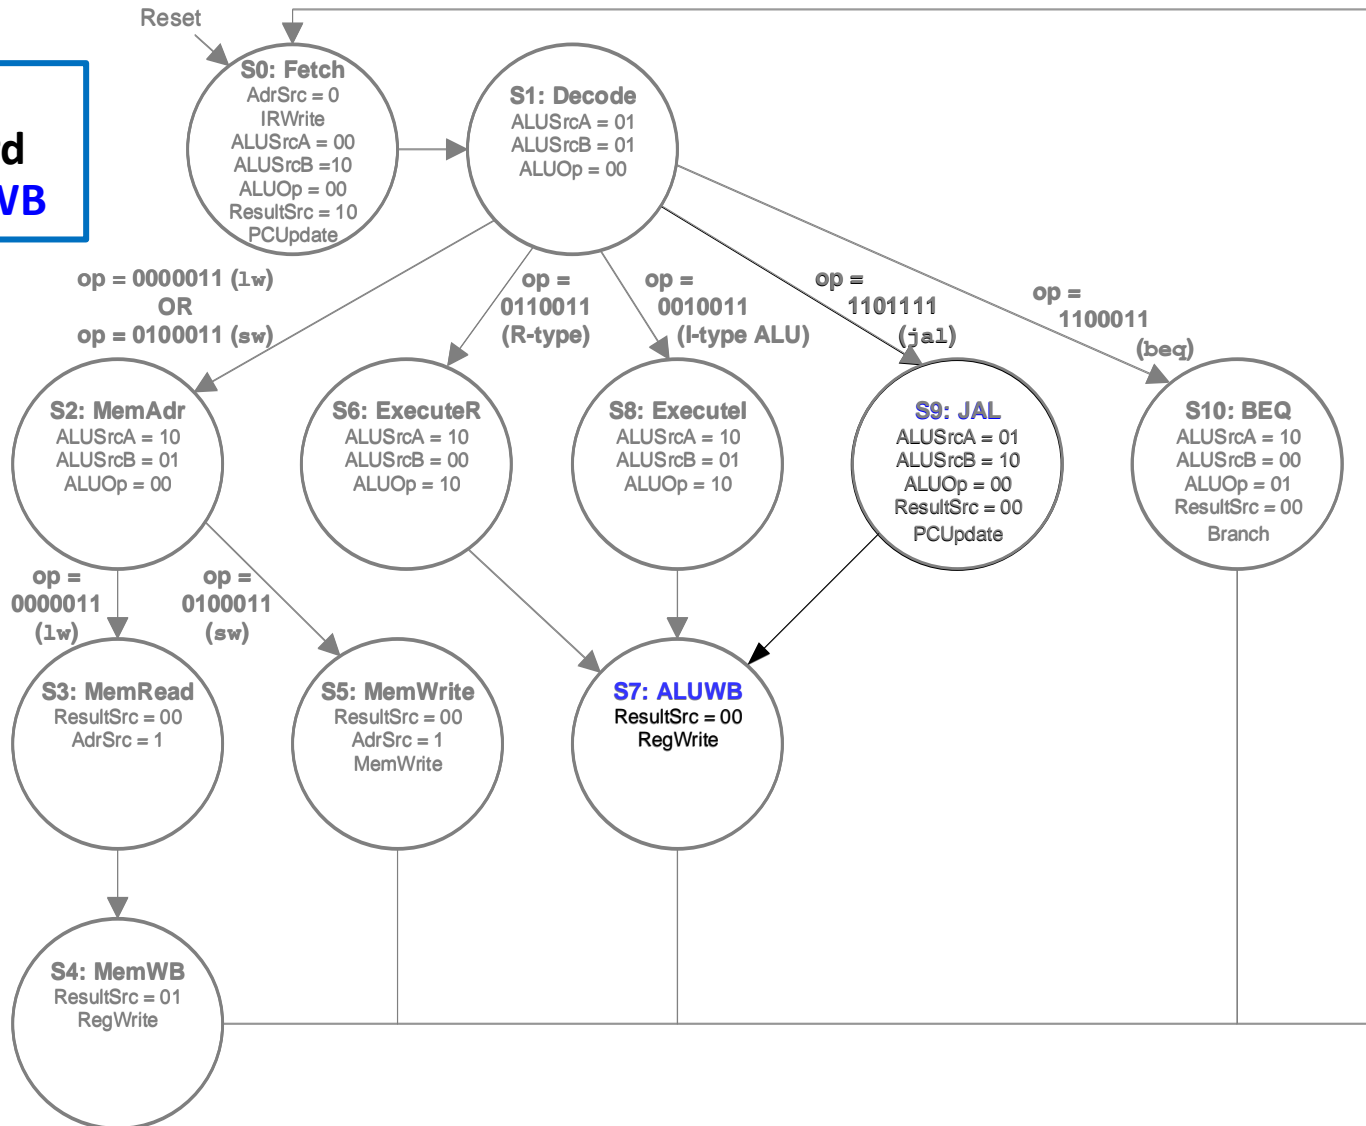 Reset
d
VB
S0: Fetch
AdrSrc = 0
IRWrite
ALUSrcA = 00
ALUSrcB =10
ALUOp = 00
ResultSrc = 10
PCUpdate
S1: Decode
ALUSrcA = 01
ALUSrcB = 01
ALUOp = 00
op = 0000011 (lw)
OR
op = 0100011 (sw)
op =
0110011
(R-type)
op =
0010011
(I-type ALU)
op =
1101111
(jal)
op =
1100011
(beq)
S2: MemAdr
ALUSrcA = 10
ALUSrcB = 01
ALUOp = 00
S6: ExecuteR
ALUSrcA = 10
ALUSrcB = 00
ALUOp = 10
S8: ExecuteI
ALUSrcA = 10
ALUSrcB = 01
ALUOp = 10
S9: JAL
ALUSrcA = 01
ALUSrcB = 10
ALUOp = 00
ResultSrc = 00
PCUpdate
S10: BEQ
ALUSrcA = 10
ALUSrcB = 00
ALUOp = 01
ResultSrc = 00
Branch
op =
0000011
(lw)
op =
0100011
(sw)
S3: MemRead
ResultSrc = 00
AdrSrc = 1
S5: MemWrite
ResultSrc = 00
AdrSrc = 1
MemWrite
S7: ALUWB
ResultSrc = 00
RegWrite
S4: MemWB
ResultSrc = 01
RegWrite